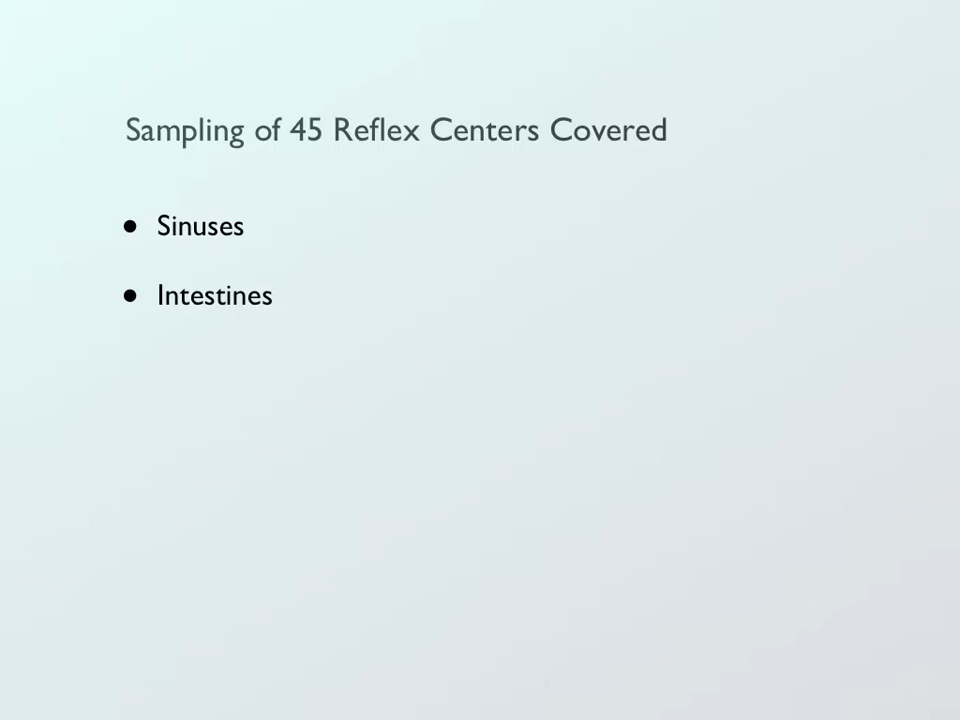 Sampling of 45 Reflex Centers Covered
• Sinuses
• Intestines